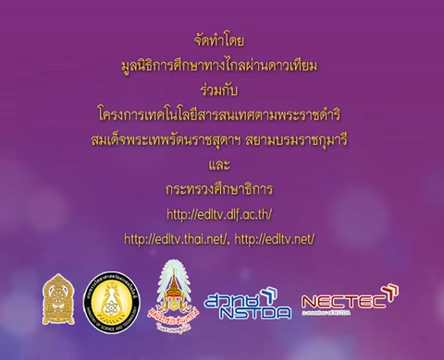 จัดทำโดย
มูลนิธิการศึกษาทางไกลผ่านดาวเทียม
ร่วมกับ
โครงการเทคโนโลยีสารสนเทศตามพระราชดำริ
สมเด็จพระเทพรัตนราชสุดาฯ สยามบรมราชกุมารี
และ
กระทรวงศึกษาธิการ
http://edltv.dlf.ac.th/
http://edltv.thai.net/, http://edltv.net/
สวทช
NSTDA
NECTEC
a member of NSTDA